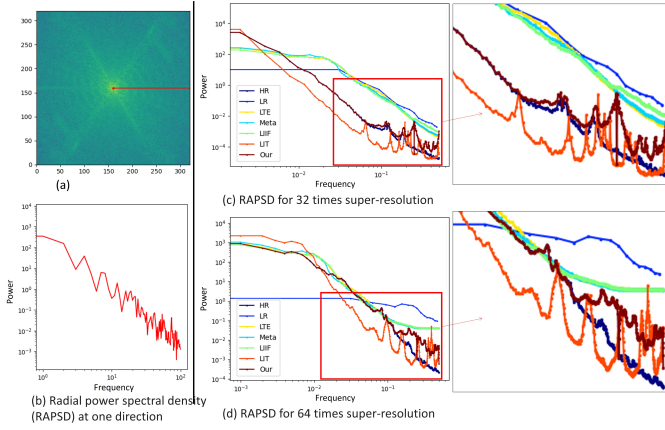 300
250
200
150
100
50
0
0 50 100 150 200 250 300
(a)
10⁴
10³
10²
10¹
10⁰
10⁻¹
10⁻²
10⁻³
Power
10⁰ 10¹ 10²
Frequency
(b) Radial power spectral density
(RAPSD) at one direction
10⁴
10²
10⁰
10⁻²
10⁻⁴
Power
HR
LR
LTE
Meta
LIIF
LIT
Our
10⁻² 10⁻¹
Frequency
(c) RAPSD for 32 times super-resolution
10⁴
10³
10²
10¹
10⁰
10⁻¹
10⁻²
10⁻³
10⁻⁴
Power
HR
LR
LTE
Meta
LIIF
LIT
Our
10⁻³ 10⁻² 10⁻¹
Frequency
(d) RAPSD for 64 times super-resolution